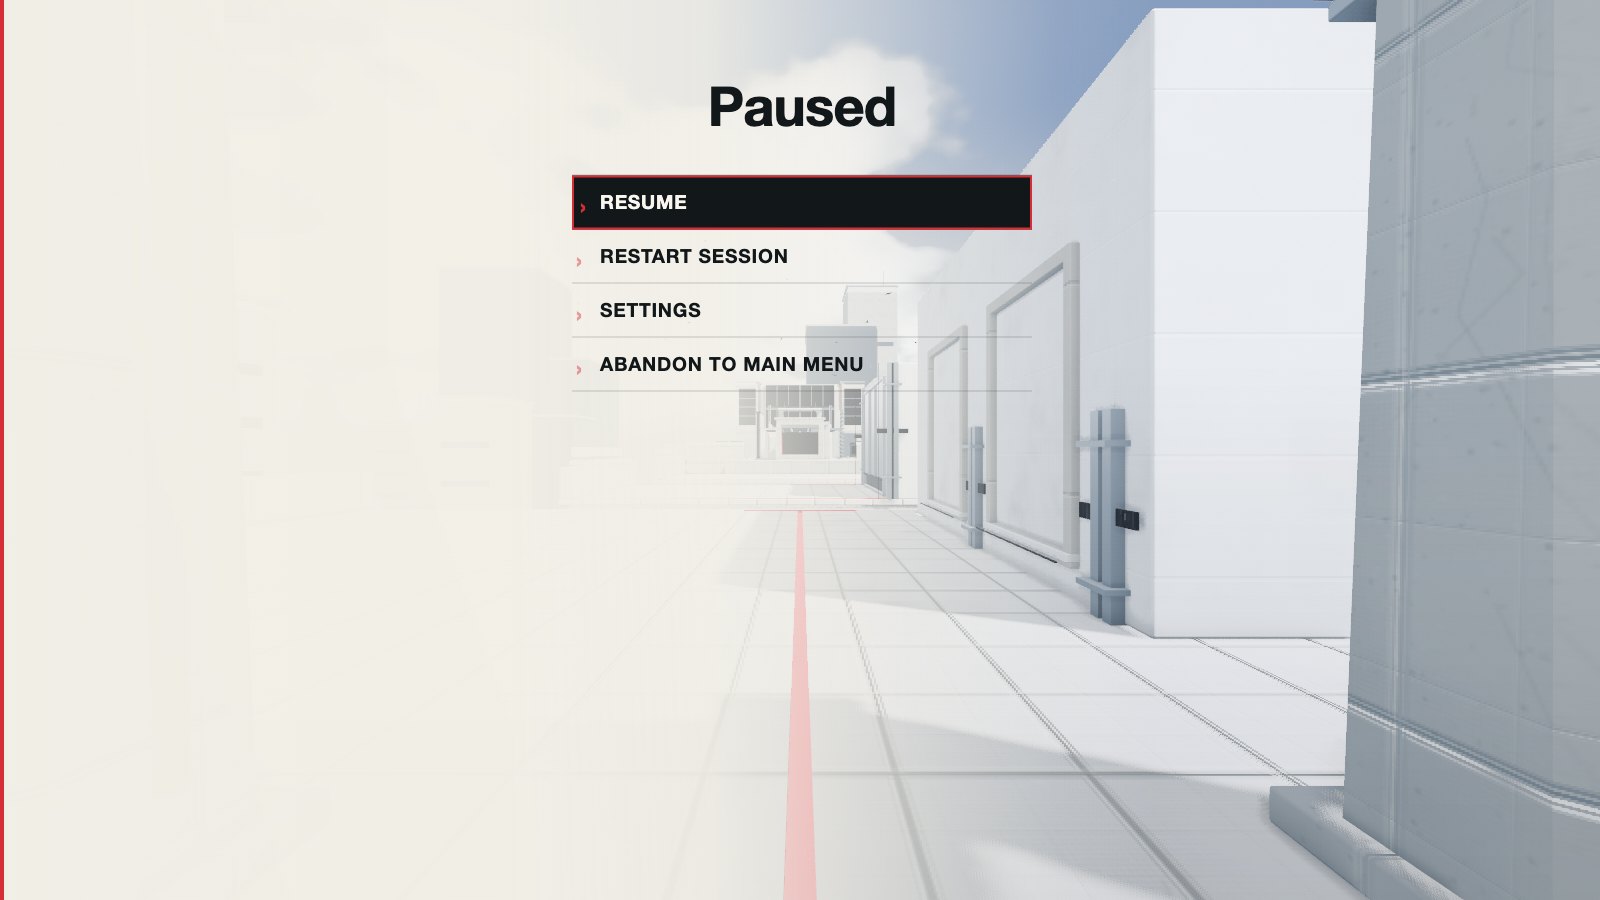 Paused
RESUME
RESTART SESSION
SETTINGS
ABANDON TO MAIN MENU